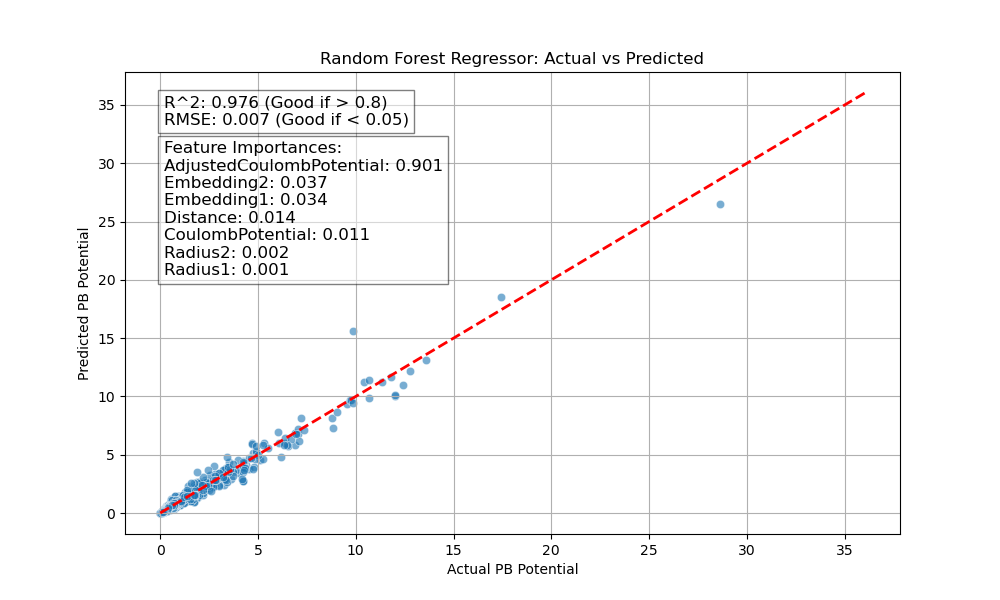 Random Forest Regressor: Actual vs Predicted
R^2: 0.976 (Good if > 0.8)
RMSE: 0.007 (Good if < 0.05)
Feature Importances:
AdjustedCoulombPotential: 0.901
Embedding2: 0.037
Embedding1: 0.034
Distance: 0.014
CoulombPotential: 0.011
Radius2: 0.002
Radius1: 0.001
Predicted PB Potential
35
30
25
20
15
10
5
0
0 5 10 15 20 25 30 35
Actual PB Potential